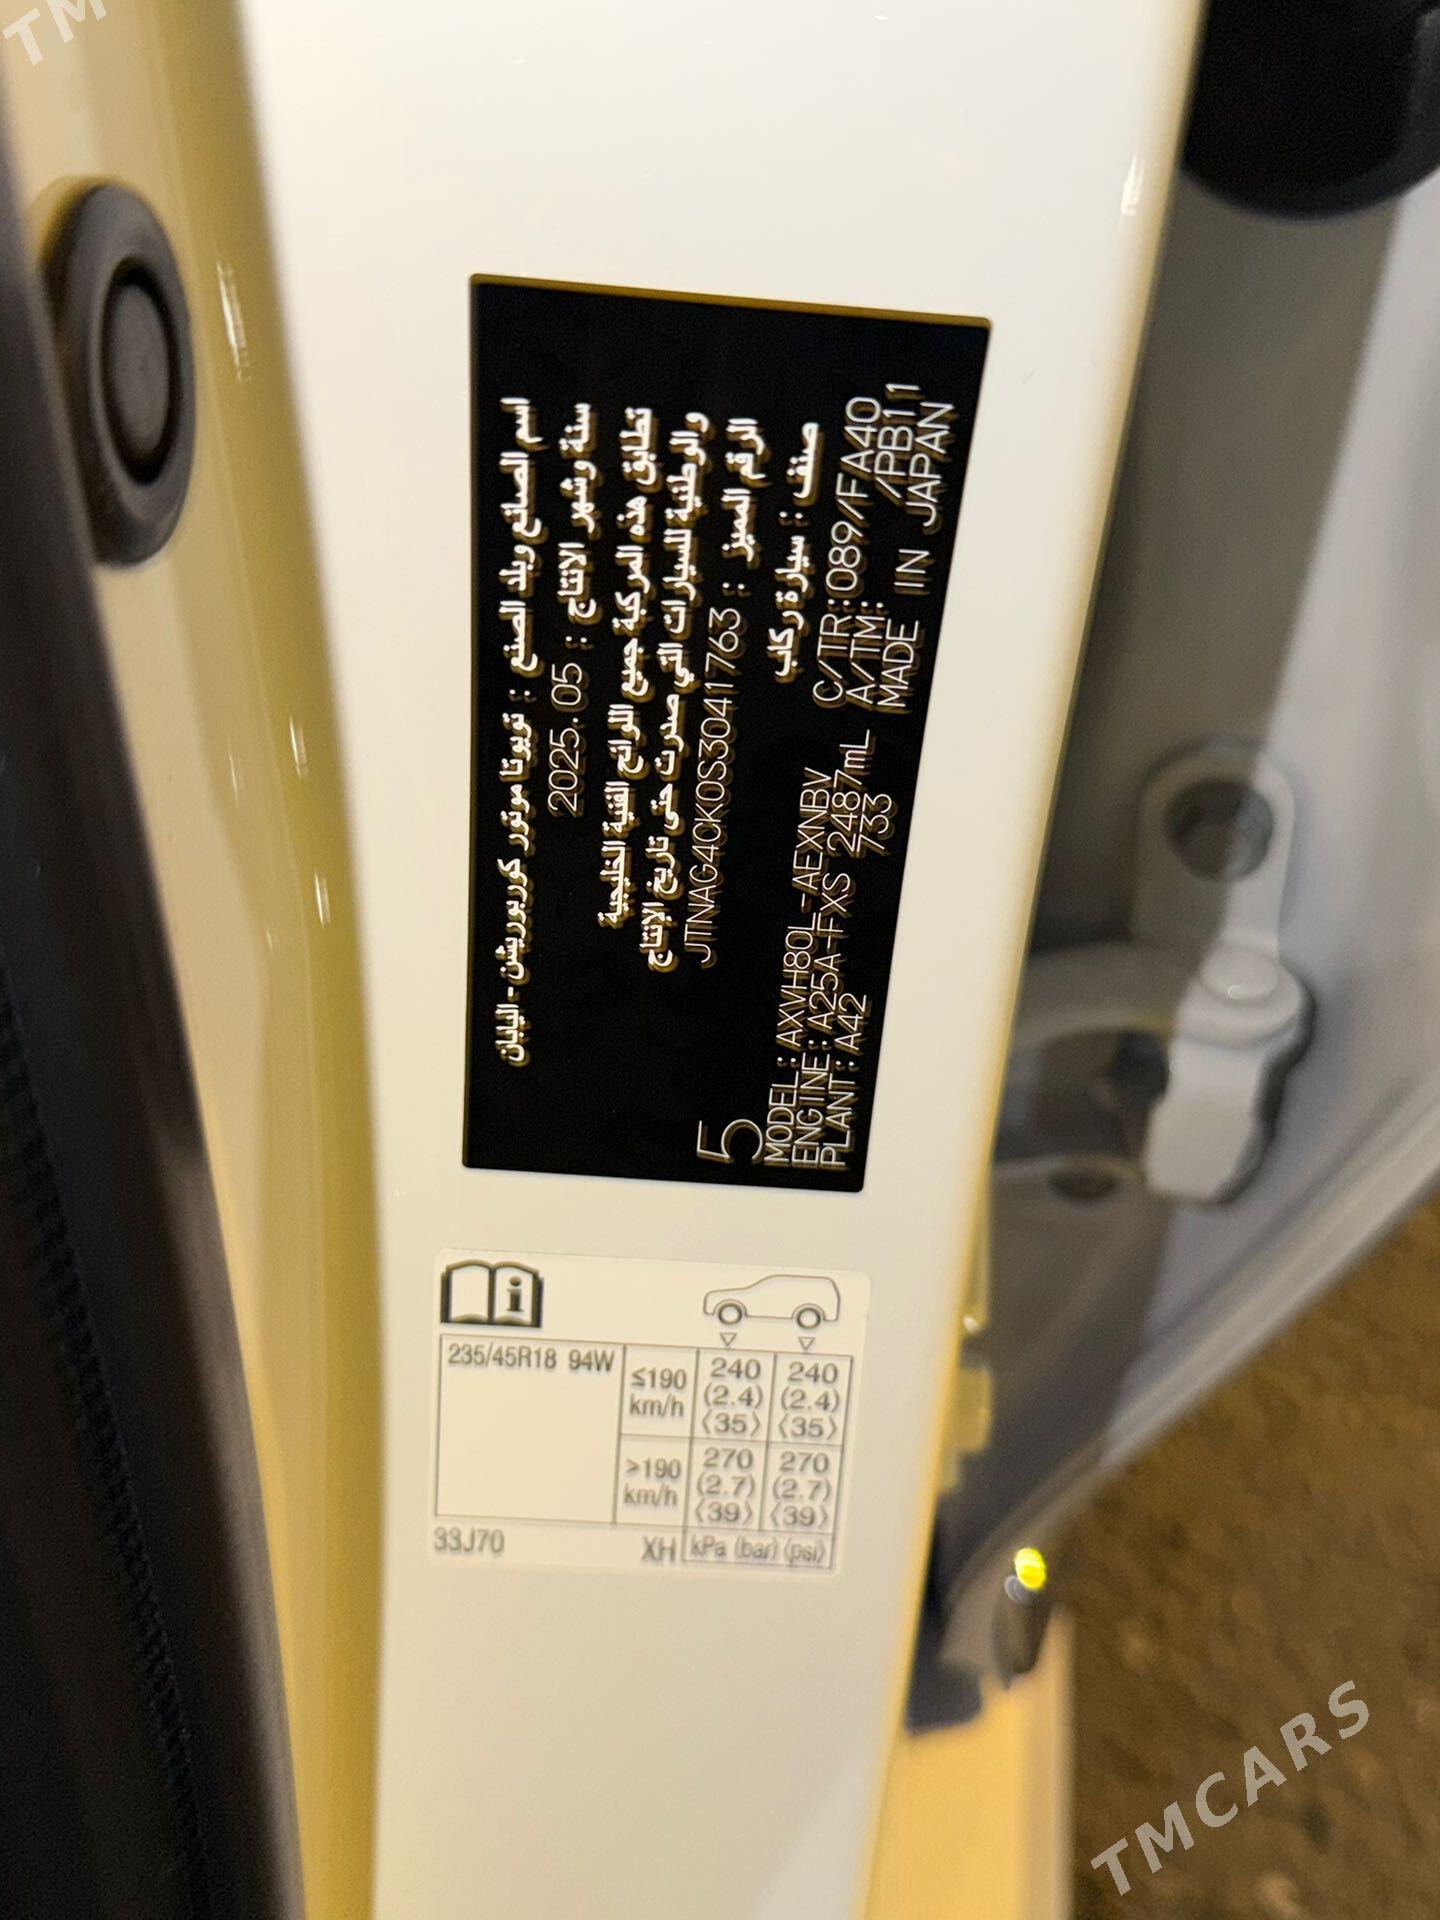 TM
اسم الصانع وبلد الصنع : تويوتا موتور كوربوريشن - اليابان
سنة وشهر الانتاج : 2025.05
تطابق هذه المركبة جميع اللوائح الفنية الخليجية
والوطنية للسيارات التي صدرت حتى تاريخ الإنتاج
الرقم المميز : JTNAG4CK0S3041763
صنف : سيارة ركاب
5
MODEL:AXVH80L-AEXNBV C/TR:089/FA40
ENGINE:A25A-FXS 2487mL A/TM: /PB11
PLANT:A42 733 MADE IN JAPAN
235/45R18 94W ≤190 km/h 240 (2.4) 〈35〉 240 (2.4) 〈35〉
>190 km/h 270 (2.7) 〈39〉 270 (2.7) 〈39〉
33J70 XH kPa (bar) 〈psi〉
TMCARS